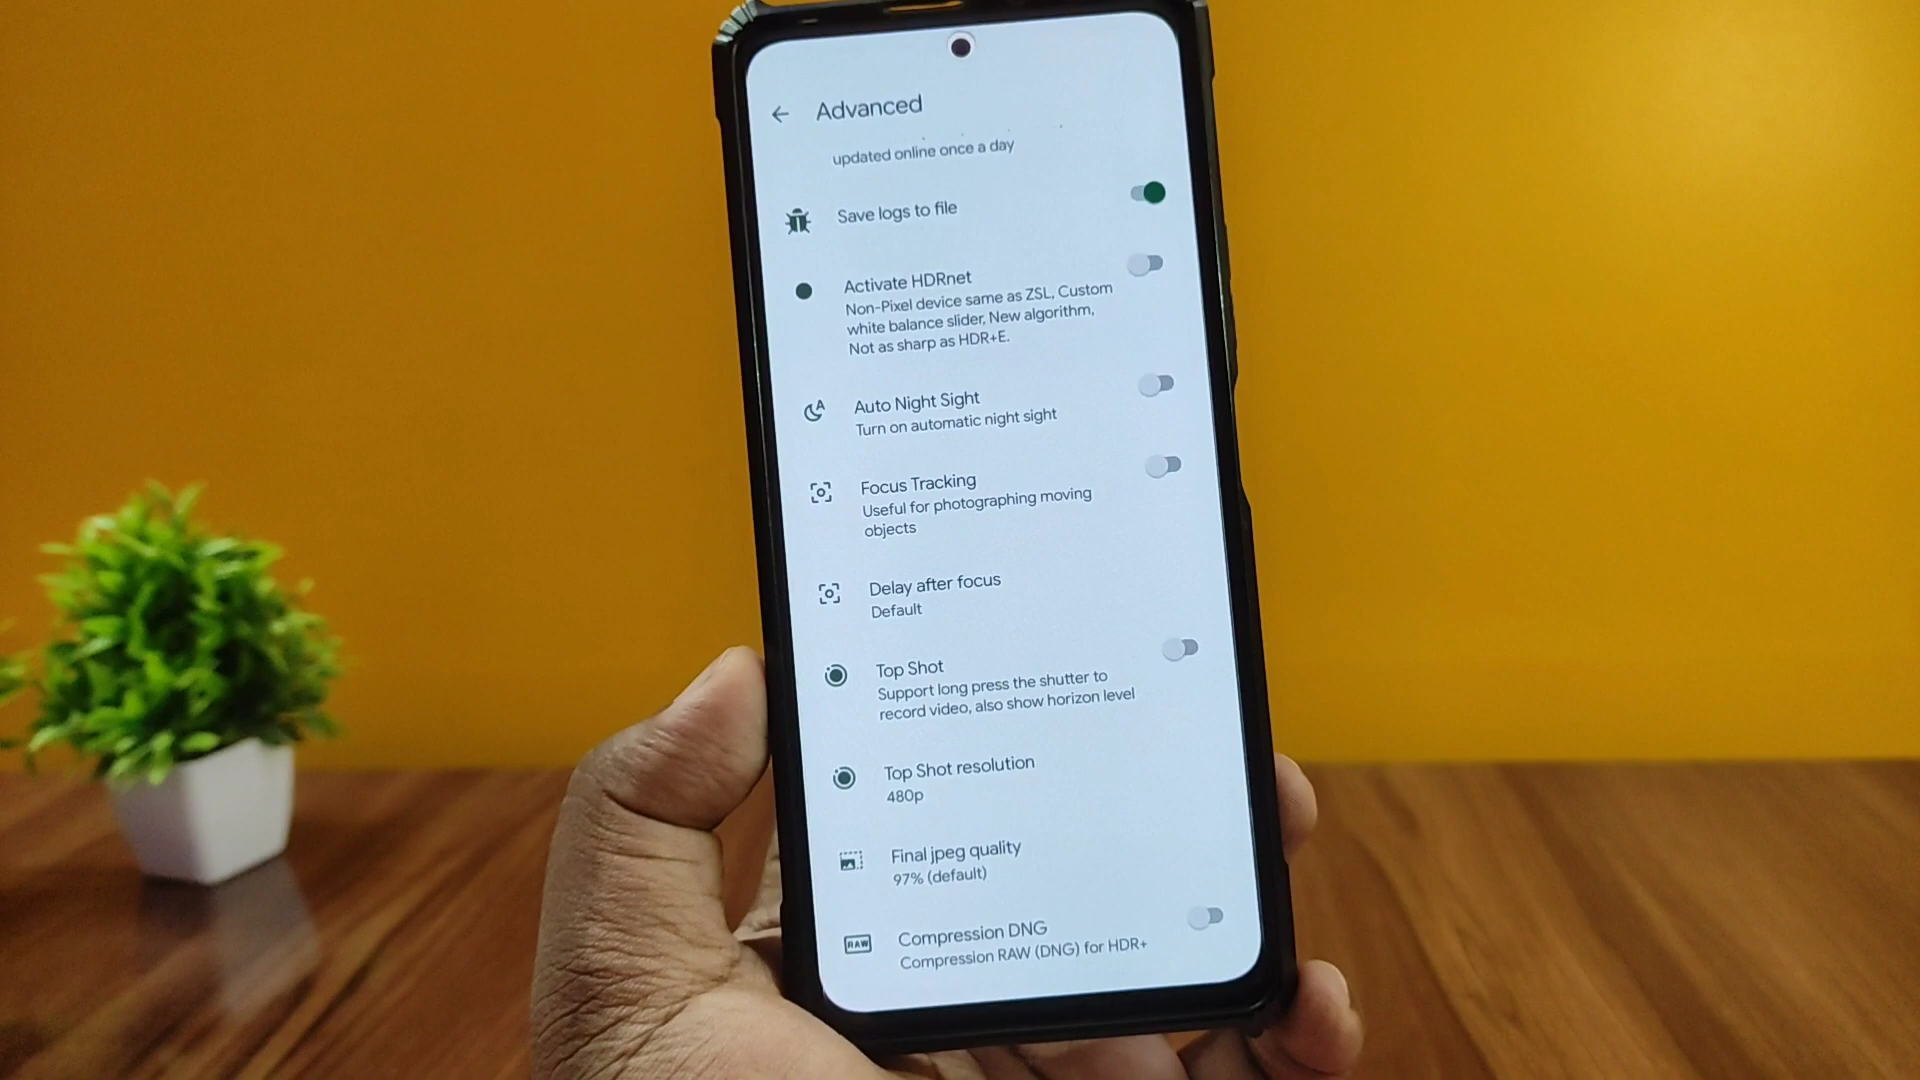 Advanced
updated online once a day
Save logs to file
Activate HDRnet
Non-Pixel device same as ZSL, Custom
white balance slider, New algorithm,
Not as sharp as HDR+E.
Auto Night Sight
Turn on automatic night sight
Focus Tracking
Useful for photographing moving
objects
Delay after focus
Default
Top Shot
Support long press the shutter to
record video, also show horizon level
Top Shot resolution
480p
Final jpeg quality
97% (default)
RAW
Compression DNG
Compression RAW (DNG) for HDR+